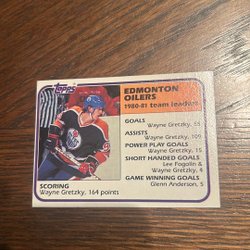 topps
EDMONTON
OILERS
1980-81 team leaders
GOALS
Wayne Gretzky, 55
ASSISTS
Wayne Gretzky, 109
POWER PLAY GOALS
Wayne Gretzky, 15
SHORT HANDED GOALS
Lee Fogolin &
Wayne Gretzky, 4
GAME WINNING GOALS
Glenn Anderson, 5
SCORING
Wayne Gretzky, 164 points